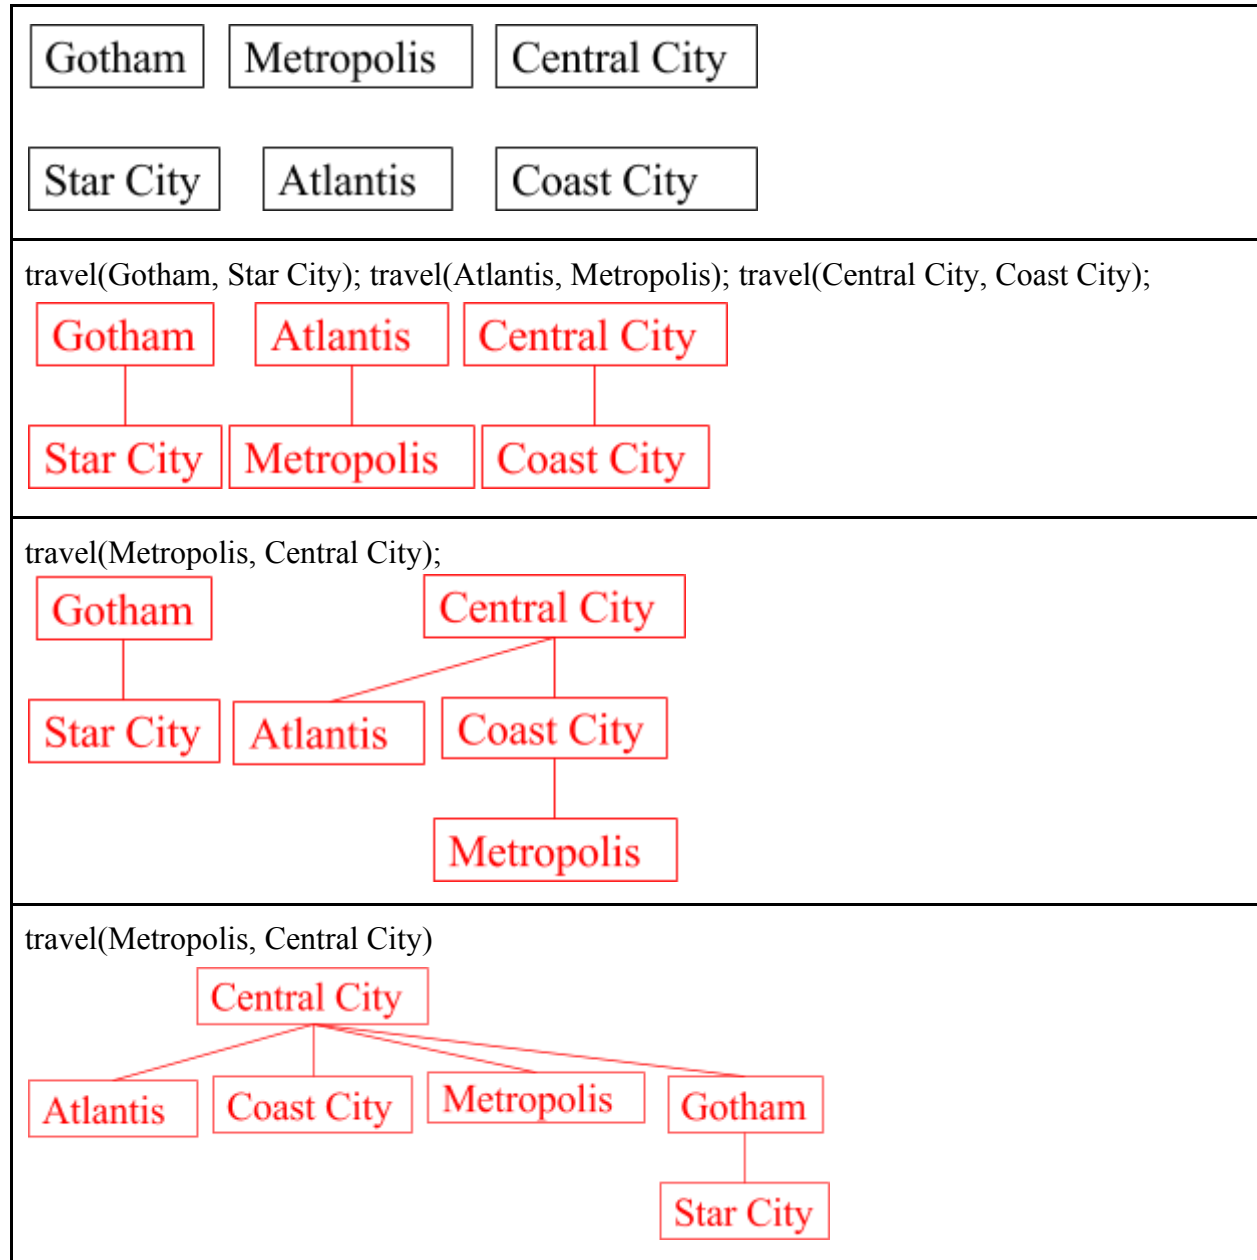 Gotham Metropolis Central City
Star City Atlantis Coast City
travel(Gotham, Star City); travel(Atlantis, Metropolis); travel(Central City, Coast City);
Gotham Atlantis Central City
Star City Metropolis Coast City
travel(Metropolis, Central City);
Gotham Central City
Star City Atlantis Coast City
Metropolis
travel(Metropolis, Central City)
Central City
Atlantis Coast City Metropolis Gotham
Star City